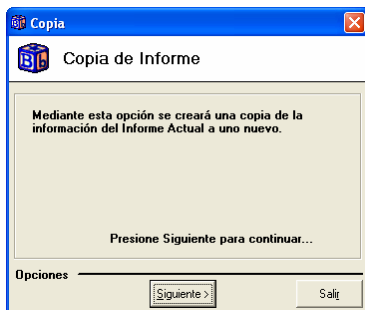 Copia
Copia de Informe
Mediante esta opción se creará una copia de la
información del Informe Actual a uno nuevo.
Presione Siguiente para continuar...
Opciones
Siguiente >
Salir